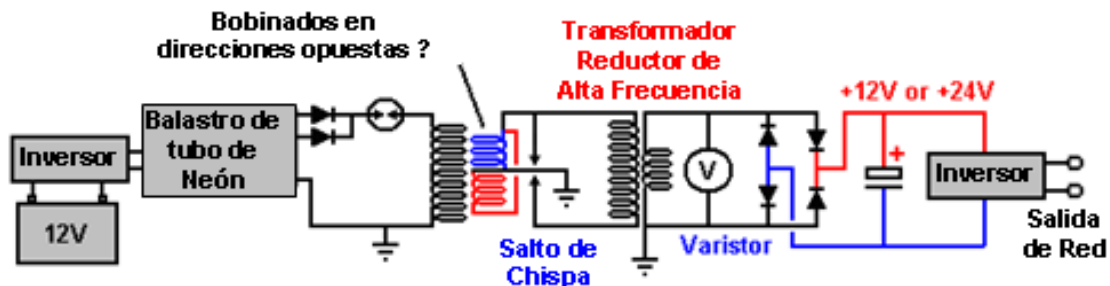 Bobinados en
direcciones opuestas ?
Transformador
Reductor de
Alta Frecuencia
+12V or +24V
Balastro de
tubo de
Neón
Inversor
12V
V
+
Inversor
Salto de
Chispa
Varistor
Salida
de Red